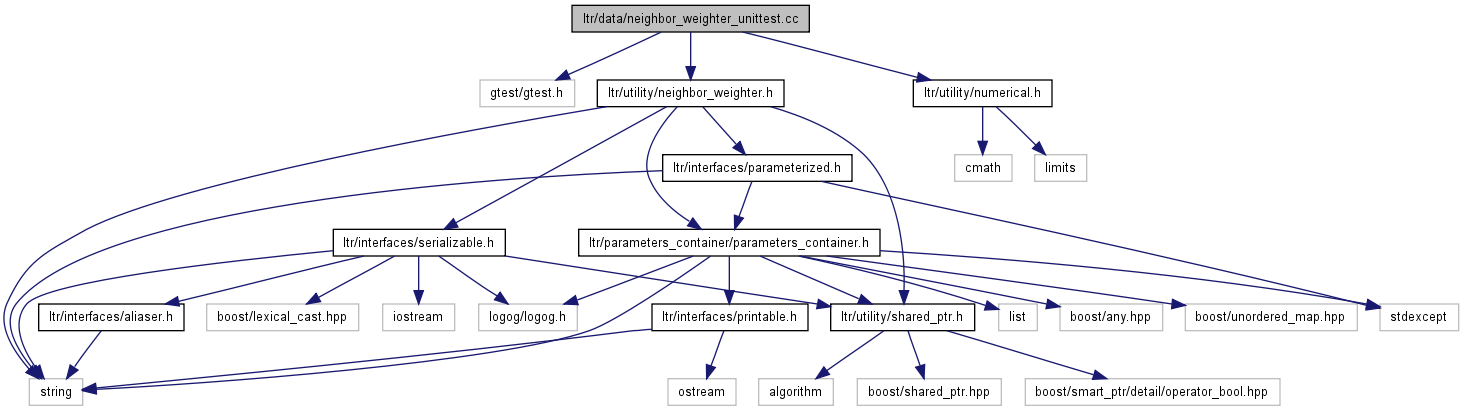 ltr/data/neighbor_weighter_unittest.cc
gtest/gtest.h
ltr/utility/neighbor_weighter.h
ltr/utility/numerical.h
ltr/interfaces/parameterized.h
cmath
limits
ltr/interfaces/serializable.h
ltr/parameters_container/parameters_container.h
ltr/interfaces/aliaser.h
boost/lexical_cast.hpp
iostream
logog/logog.h
ltr/interfaces/printable.h
ltr/utility/shared_ptr.h
list
boost/any.hpp
boost/unordered_map.hpp
stdexcept
string
ostream
algorithm
boost/shared_ptr.hpp
boost/smart_ptr/detail/operator_bool.hpp